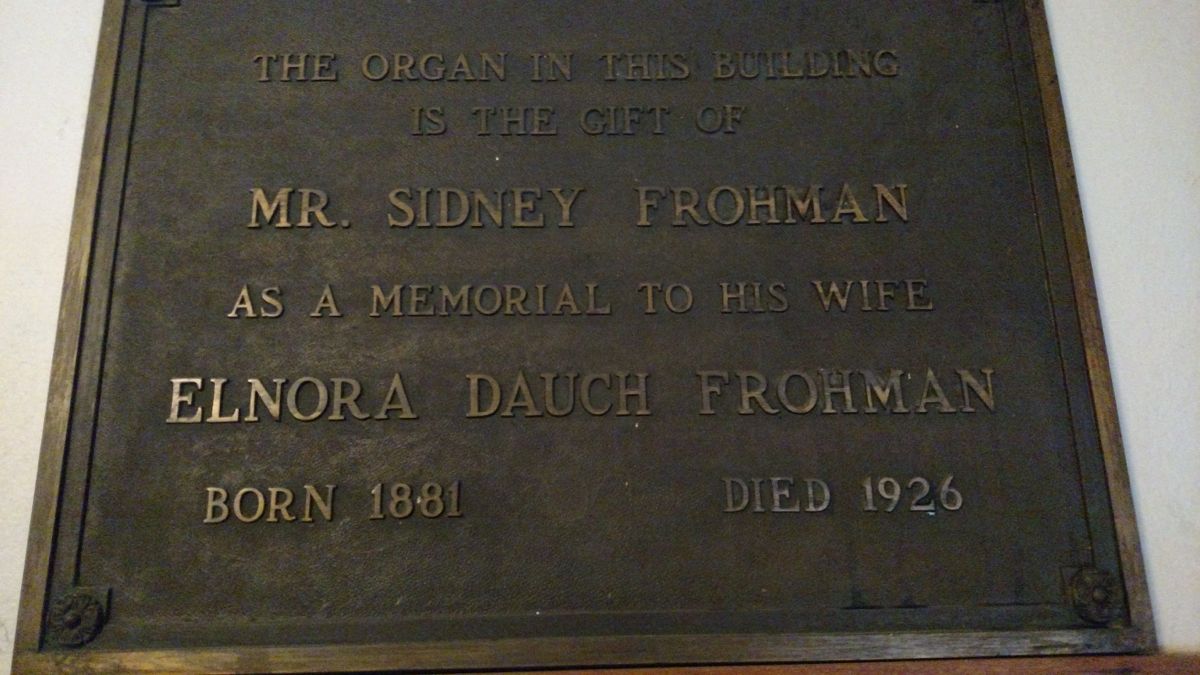 THE ORGAN IN THIS BUILDING
IS THE GIFT OF
MR. SIDNEY FROHMAN
AS A MEMORIAL TO HIS WIFE
ELNORA DAUCH FROHMAN
BORN 1881 DIED 1926